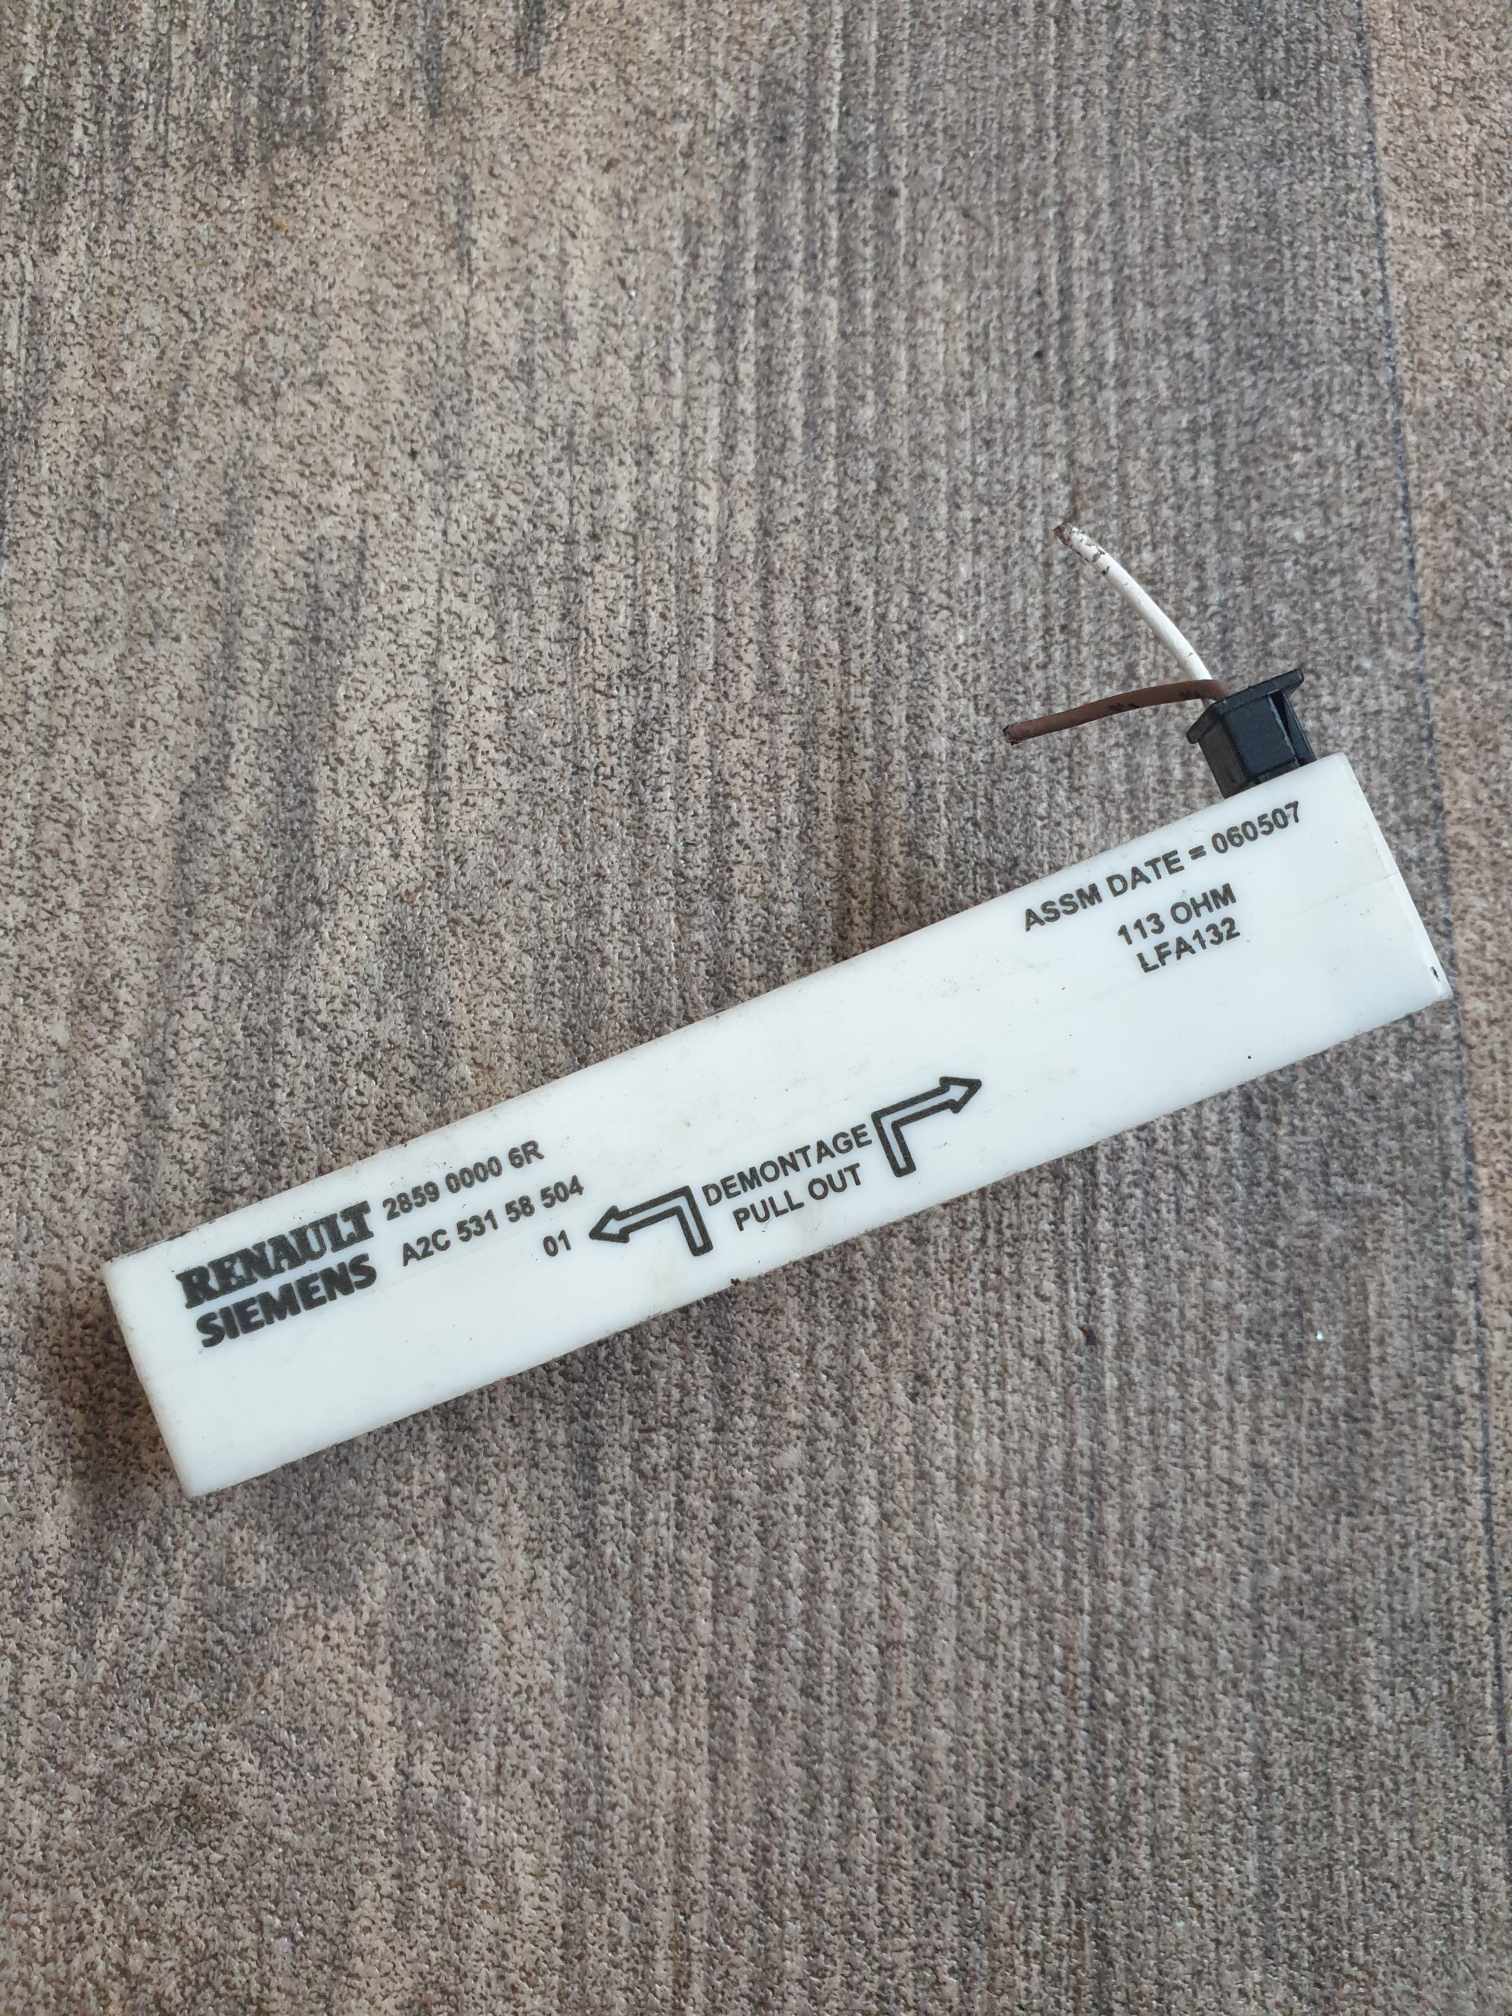 RENAULT 2859 0000 6R
SIEMENS A2C 531 58 504
01
DEMONTAGE
PULL OUT
ASSM DATE = 060507
113 OHM
LFA132